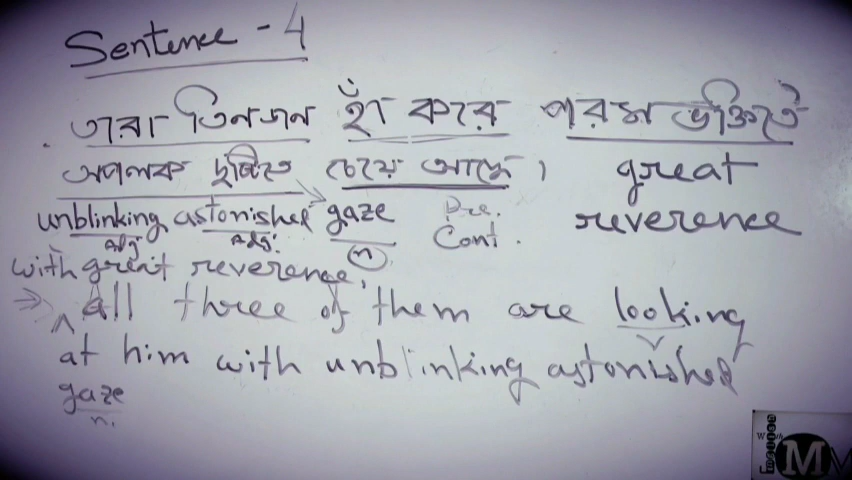 Sentence - 4
তারা তিনজন হাঁ করে পরম ভক্তিতে
অপলক দৃষ্টিতে চেয়ে আছে। great
unblinking astonished gaze Pre. reverence
adj. Adj. n Cont.
with great reverence,
⇒ ^ all three of them are looking
v
at him with unblinking astonished
gaze
n.
M